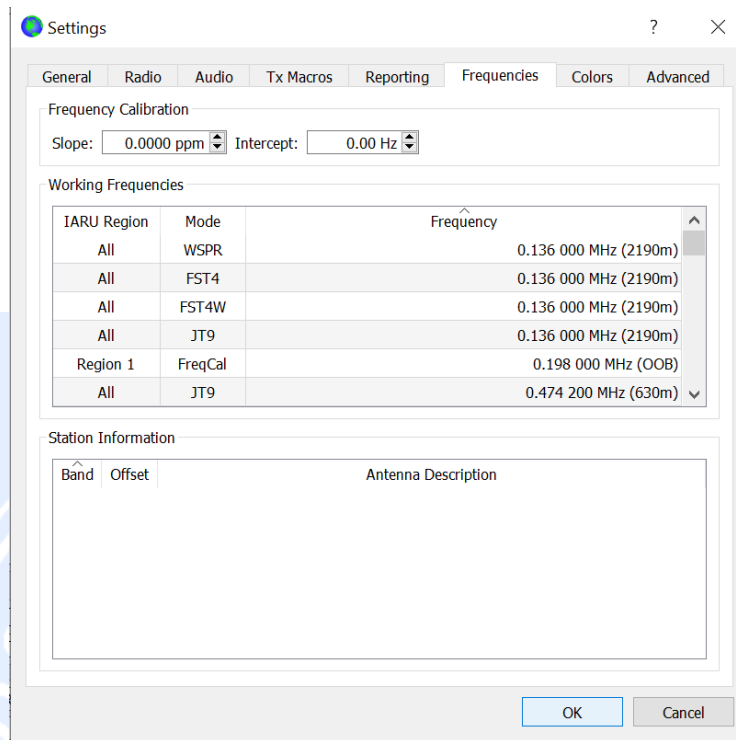 Settings ?
General Radio Audio Tx Macros Reporting Frequencies Colors Advanced
Frequency Calibration
Slope: 0.0000 ppm Intercept: 0.00 Hz
Working Frequencies
IARU Region Mode Frequency
All WSPR 0.136 000 MHz (2190m)
All FST4 0.136 000 MHz (2190m)
All FST4W 0.136 000 MHz (2190m)
All JT9 0.136 000 MHz (2190m)
Region 1 FreqCal 0.198 000 MHz (OOB)
All JT9 0.474 200 MHz (630m)
Station Information
Band Offset Antenna Description
OK Cancel